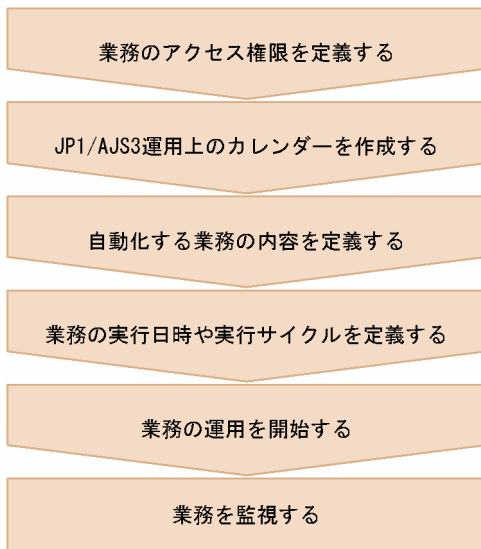 業務のアクセス権限を定義する
JP1/AJS3運用上のカレンダーを作成する
自動化する業務の内容を定義する
業務の実行日時や実行サイクルを定義する
業務の運用を開始する
業務を監視する